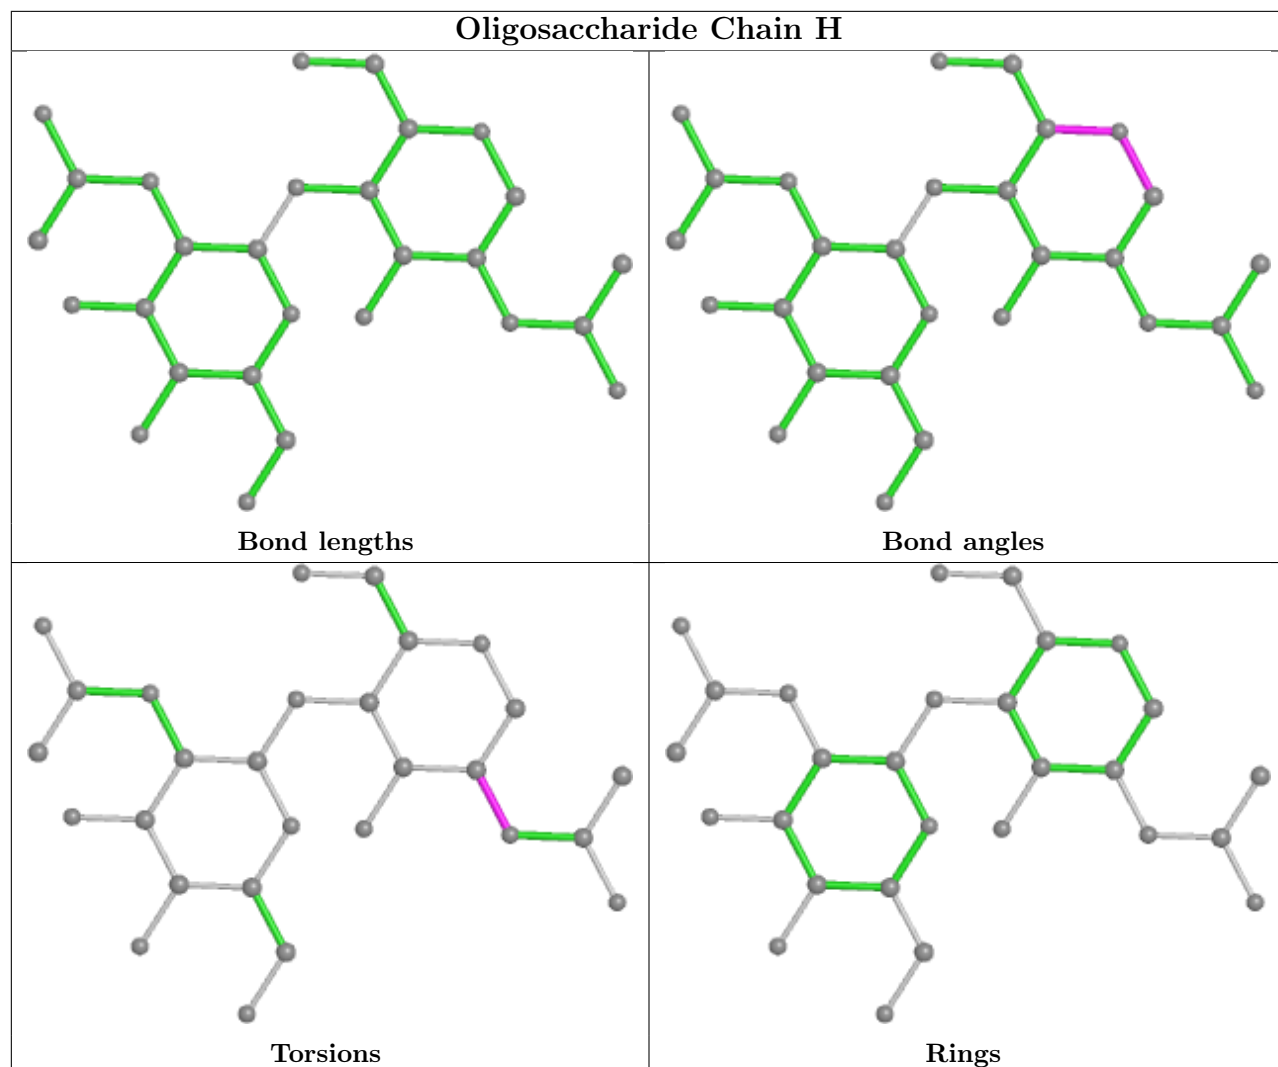 Oligosaccharide Chain H
Bond lengths
Bond angles
Torsions
Rings